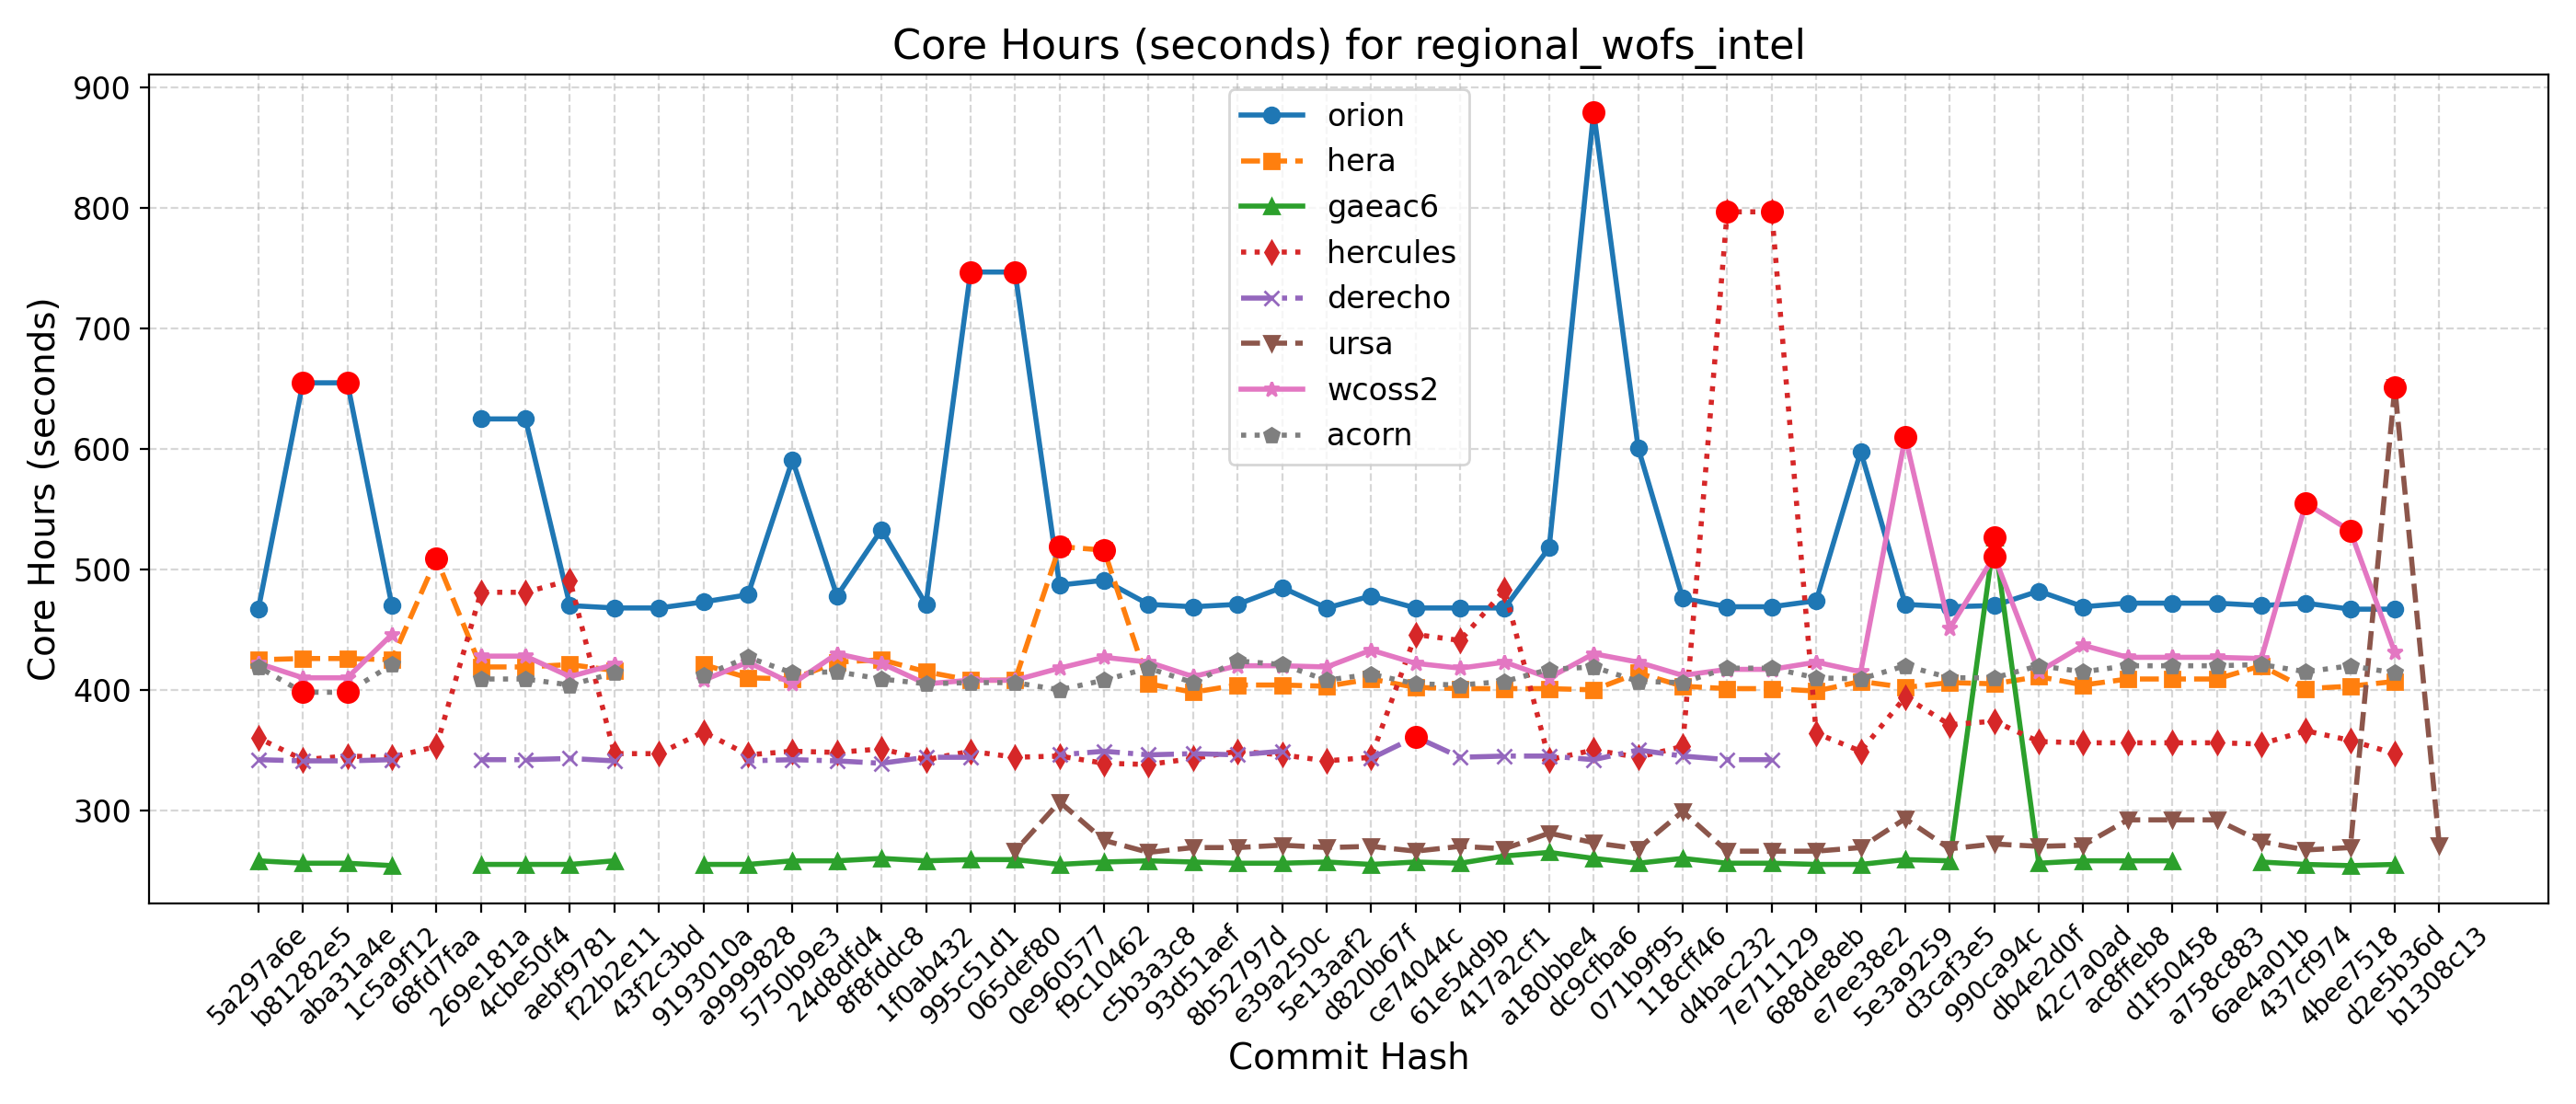 Core Hours (seconds) for regional_wofs_intel
900
800
700
600
500
400
300
Core Hours (seconds)
orion
hera
gaeac6
hercules
derecho
ursa
wcoss2
acorn
5a297a6e
b81282e5
aba31a4e
1c5a9f12
68fd7faa
269e181a
4cbe50f4
aebf9781
f22b2e11
43f2c3bd
9193010a
a9999828
5750b9e3
24d8dfd4
8f8fddc8
1f0ab432
995c51d1
065def80
0e960577
f9c10462
c5b3a3c8
93d51aef
8b52797d
e39a250c
5e13aaf2
d820b67f
ce74044c
61e54d9b
417a2cf1
a180bbe4
dc9cfba6
071b9f95
118cff46
d4bac232
7e711129
688de8eb
e7ee38e2
5e3a9259
d3caf3e5
990ca94c
db4e2d0f
42c7a0ad
ac8ffeb8
d1f50458
a758c883
6ae4a01b
437cf974
4bee7518
d2e5b36d
b1308c13
Commit Hash